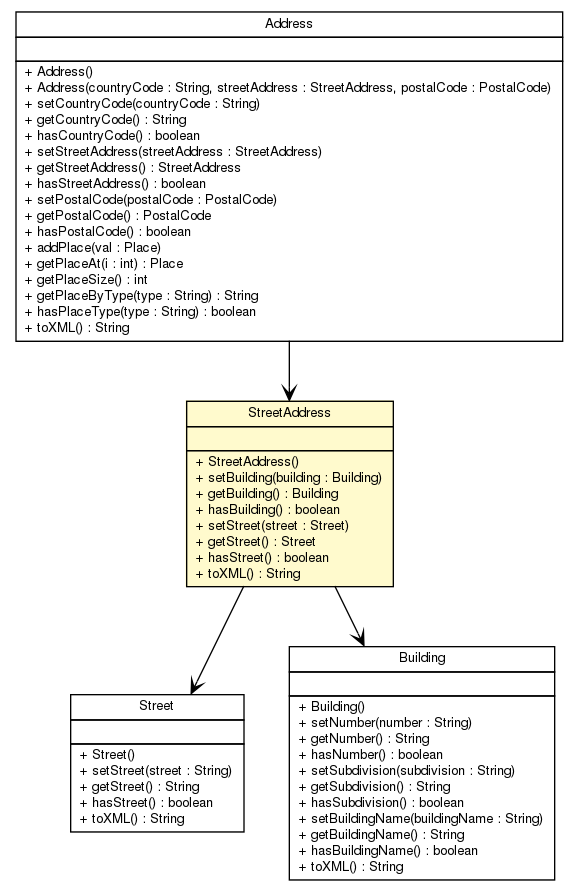 Address
+ Address()
+ Address(countryCode : String, streetAddress : StreetAddress, postalCode : PostalCode)
+ setCountryCode(countryCode : String)
+ getCountryCode() : String
+ hasCountryCode() : boolean
+ setStreetAddress(streetAddress : StreetAddress)
+ getStreetAddress() : StreetAddress
+ hasStreetAddress() : boolean
+ setPostalCode(postalCode : PostalCode)
+ getPostalCode() : PostalCode
+ hasPostalCode() : boolean
+ addPlace(val : Place)
+ getPlaceAt(i : int) : Place
+ getPlaceSize() : int
+ getPlaceByType(type : String) : String
+ hasPlaceType(type : String) : boolean
+ toXML() : String
StreetAddress
+ StreetAddress()
+ setBuilding(building : Building)
+ getBuilding() : Building
+ hasBuilding() : boolean
+ setStreet(street : Street)
+ getStreet() : Street
+ hasStreet() : boolean
+ toXML() : String
Street
+ Street()
+ setStreet(street : String)
+ getStreet() : String
+ hasStreet() : boolean
+ toXML() : String
Building
+ Building()
+ setNumber(number : String)
+ getNumber() : String
+ hasNumber() : boolean
+ setSubdivision(subdivision : String)
+ getSubdivision() : String
+ hasSubdivision() : boolean
+ setBuildingName(buildingName : String)
+ getBuildingName() : String
+ hasBuildingName() : boolean
+ toXML() : String